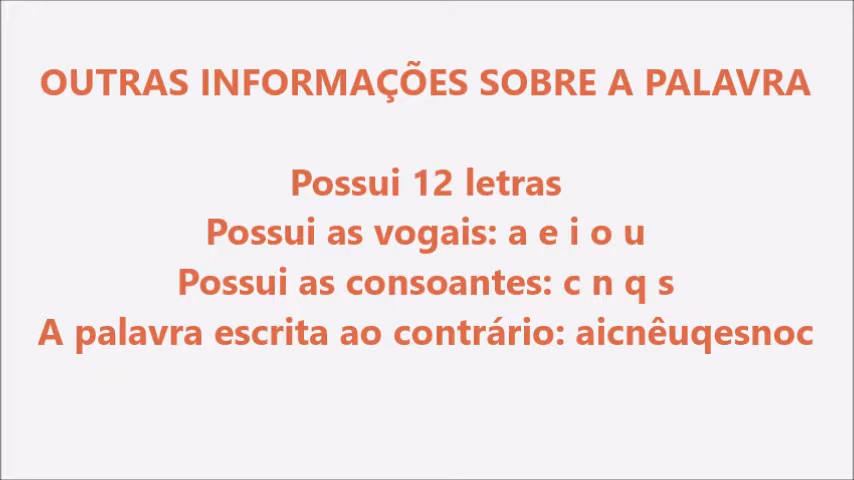 OUTRAS INFORMAÇÕES SOBRE A PALAVRA
Possui 12 letras
Possui as vogais: a e i o u
Possui as consoantes: c n q s
A palavra escrita ao contrário: aicnêuqesnoc